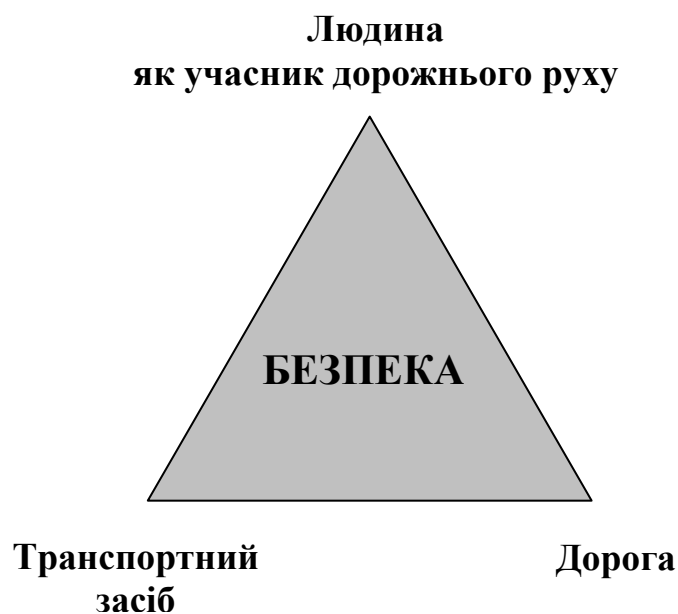 Людина
як учасник дорожнього руху
БЕЗПЕКА
Транспортний
засіб
Дорога